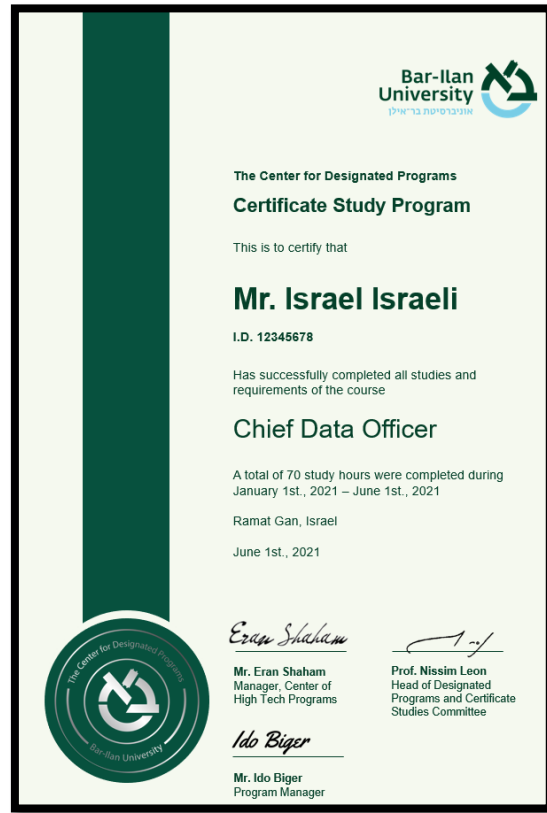 Bar-Ilan
University
אוניברסיטת בר־אילן
The Center for Designated Programs
Certificate Study Program
This is to certify that
Mr. Israel Israeli
I.D. 12345678
Has successfully completed all studies and
requirements of the course
Chief Data Officer
A total of 70 study hours were completed during
January 1st., 2021 – June 1st., 2021
Ramat Gan, Israel
June 1st., 2021
Eran Shaham
Mr. Eran Shaham
Manager, Center of
High Tech Programs
Prof. Nissim Leon
Head of Designated
Programs and Certificate
Studies Committee
Ido Biger
Mr. Ido Biger
Program Manager
The Center for Designated Programs
Bar-Ilan University